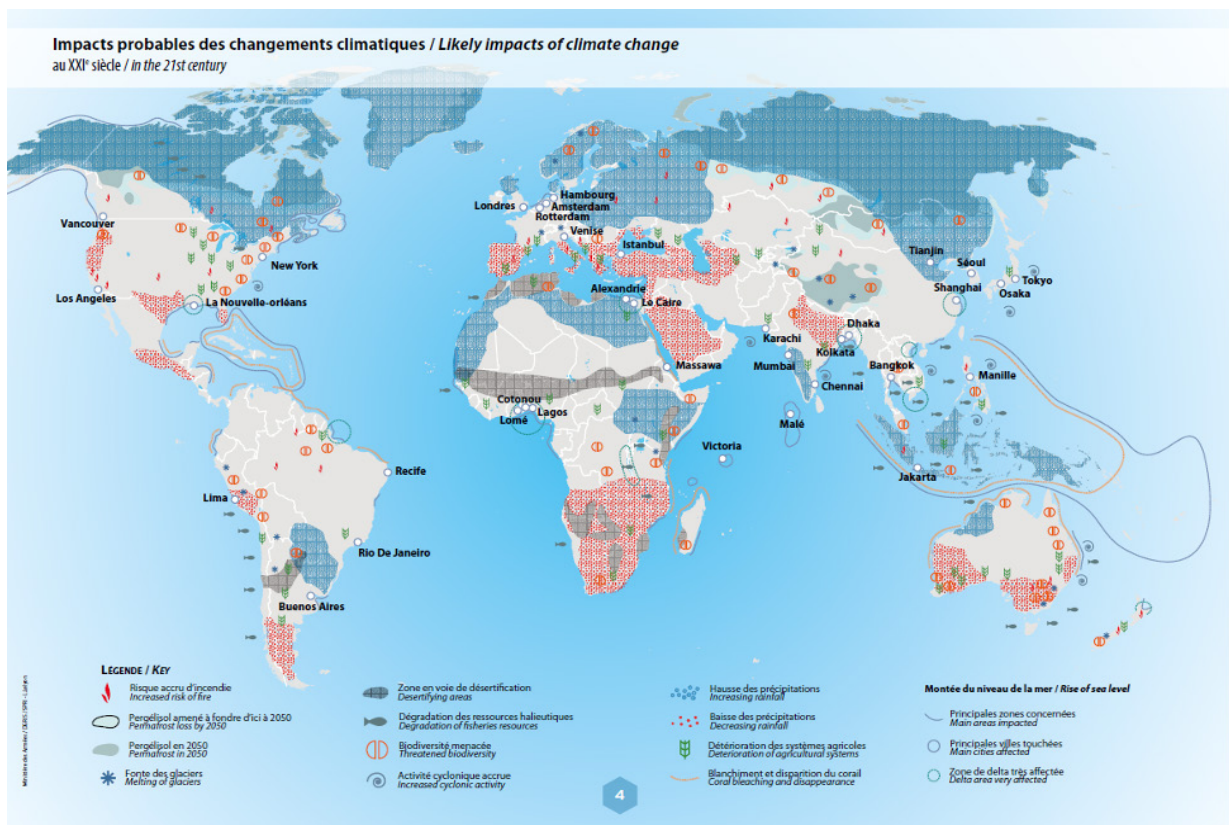 Impacts probables des changements climatiques / Likely impacts of climate change
au XXIe siècle / in the 21st century
Vancouver
Los Angeles
New York
La Nouvelle-orléans
Londres
Hambourg
Amsterdam
Rotterdam
Venise
Istanbul
Alexandrie
Le Caire
Tianjin
Séoul
Tokyo
Osaka
Shanghai
Karachi
Dhaka
Mumbai
Kolkata
Chennai
Bangkok
Manille
Massawa
Cotonou
Lagos
Lomé
Malé
Victoria
Jakarta
Recife
Lima
Rio De Janeiro
Buenos Aires
LÉGENDE / KEY
Risque accru d'incendie
Increased risk of fire
Pergélisol amené à fondre d'ici à 2050
Permafrost loss by 2050
Pergélisol en 2050
Permafrost in 2050
Fonte des glaciers
Melting of glaciers
Zone en voie de désertification
Desertifying areas
Dégradation des ressources halieutiques
Degradation of fisheries resources
Biodiversité menacée
Threatened biodiversity
Activité cyclonique accrue
Increased cyclonic activity
Hausse des précipitations
Increasing rainfall
Baisse des précipitations
Decreasing rainfall
Détérioration des systèmes agricoles
Deterioration of agricultural systems
Blanchiment et disparition du corail
Coral bleaching and disappearance
Montée du niveau de la mer / Rise of sea level
Principales zones concernées
Main areas impacted
Principales villes touchées
Main cities affected
Zone de delta très affectée
Delta area very affected
4